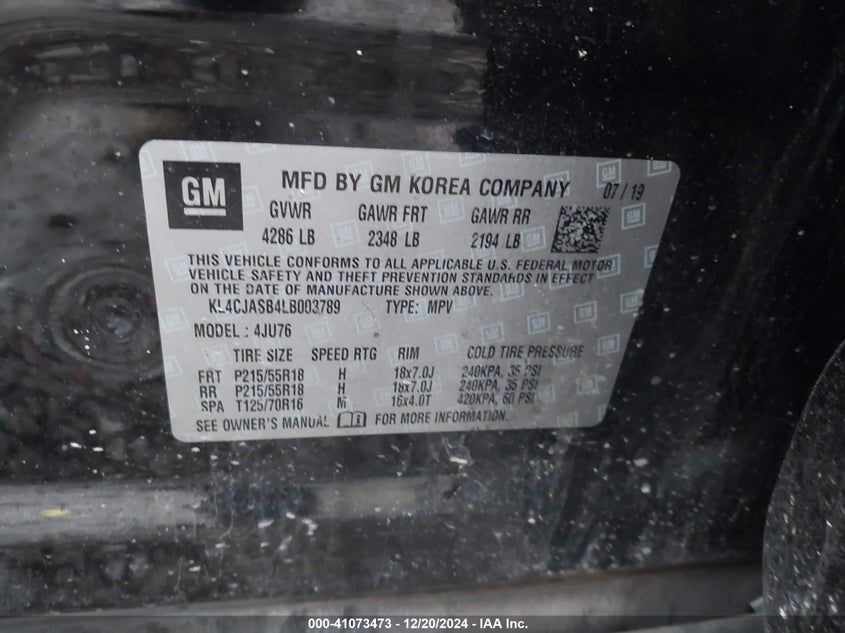 GM
MFD BY GM KOREA COMPANY 07/19
GVWR GAWR FRT GAWR RR
4286 LB 2348 LB 2194 LB
THIS VEHICLE CONFORMS TO ALL APPLICABLE U.S. FEDERAL MOTOR
VEHICLE SAFETY AND THEFT PREVENTION STANDARDS IN EFFECT
ON THE DATE OF MANUFACTURE SHOWN ABOVE.
KL4CJASB4LB003789 TYPE: MPV
MODEL: 4JU76
TIRE SIZE SPEED RTG RIM COLD TIRE PRESSURE
FRT P215/55R18 H 18x7.0J 240KPA, 35 PSI
RR P215/55R18 H 18x7.0J 240KPA, 35 PSI
SPA T125/70R16 M 16x4.0T 420KPA, 60 PSI
SEE OWNER'S MANUAL FOR MORE INFORMATION.
000-41073473 - 12/20/2024 - IAA Inc.